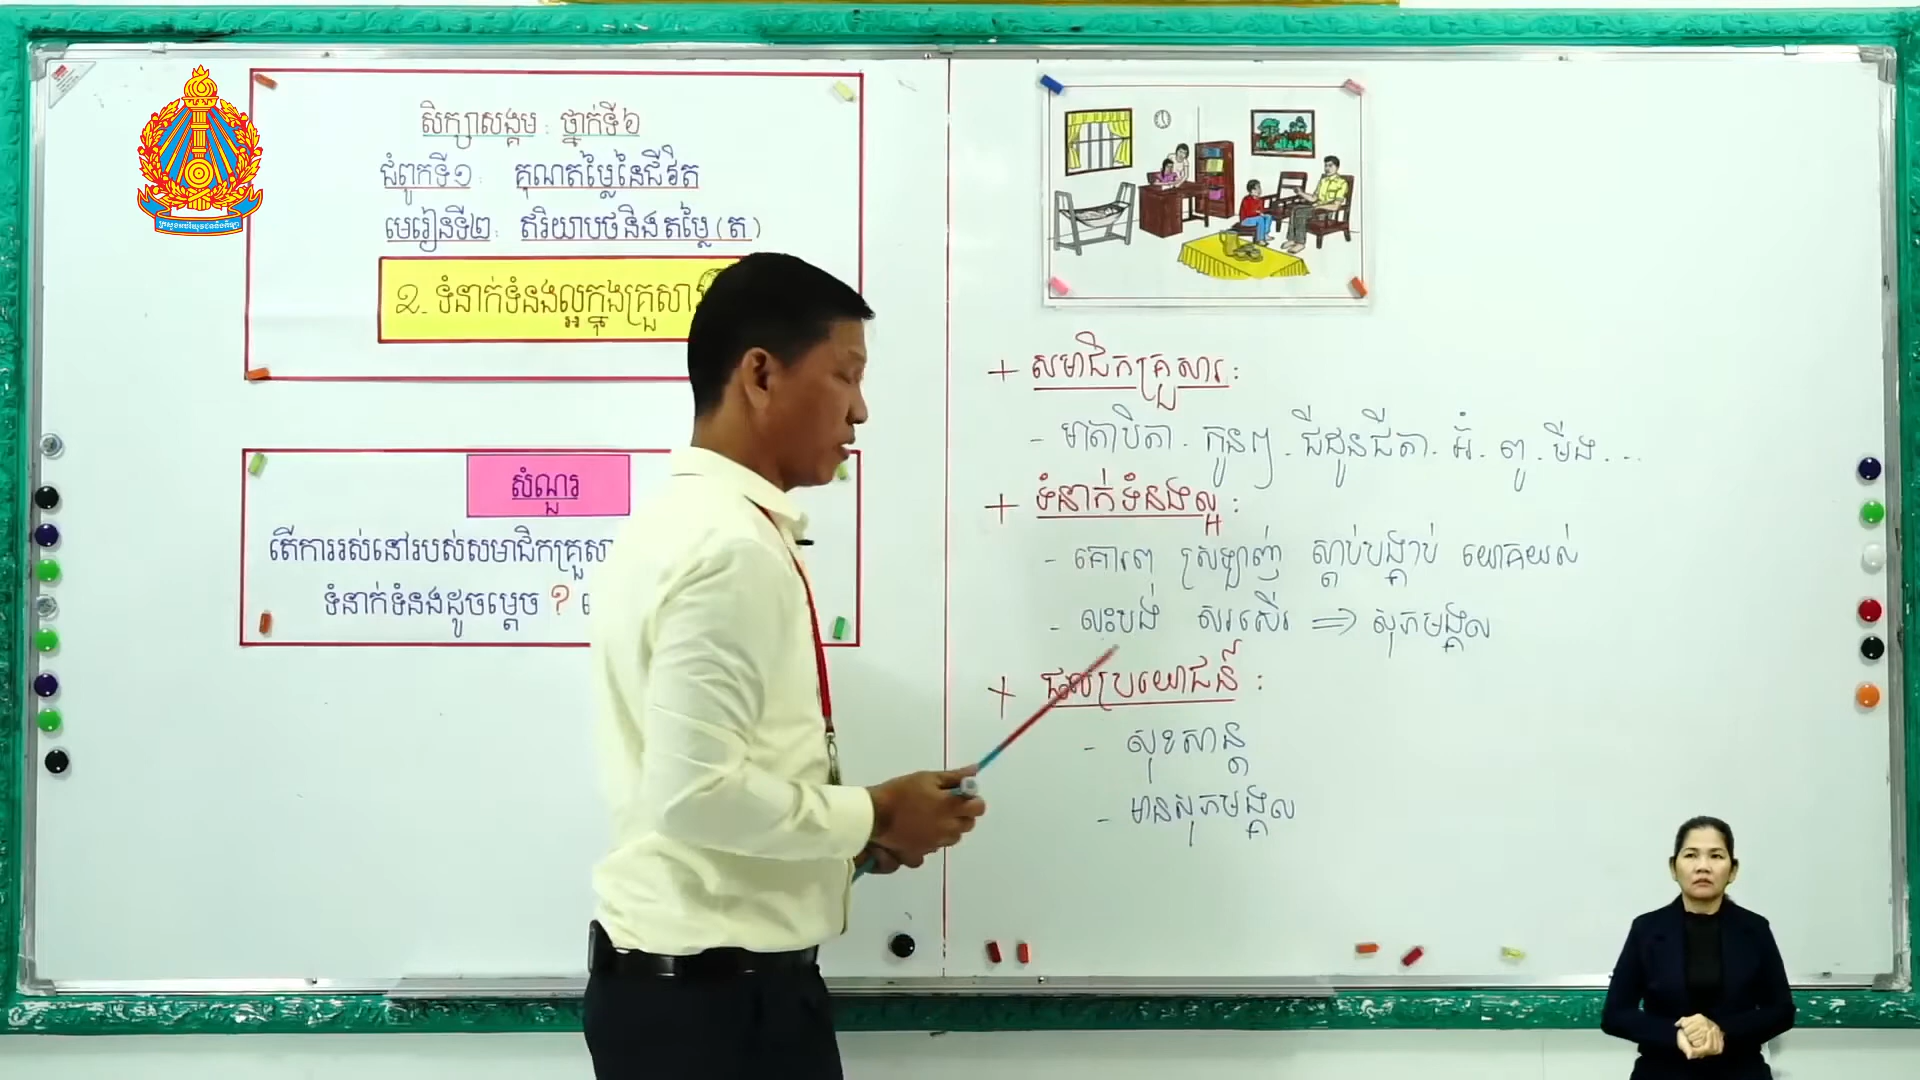 សិក្សាសង្គម : ថ្នាក់ទី៦
ជំពូកទី១ : គុណតម្លៃនៃជីវិត
មេរៀនទី២ : ឥរិយាបថនិងតម្លៃ (ត)
២. ទំនាក់ទំនងល្អក្នុងគ្រួសារ
សំណួរ
តើការរស់នៅរបស់សមាជិកគ្រួសា
ទំនាក់ទំនងដូចម្តេច ?
+ សមាជិកគ្រួសារ :
- មាតាបិតា . កូនៗ . ជីដូនជីតា . អ៊ំ . ពូ . មីង ...
+ ទំនាក់ទំនងល្អ :
- គោរព ស្រឡាញ់ ស្តាប់បង្គាប់ យោគយល់
- លះបង់ សរសើរ => សុភមង្គល
+ ផលប្រយោជន៍ :
- សុខសាន្ត
- មានសុភមង្គល